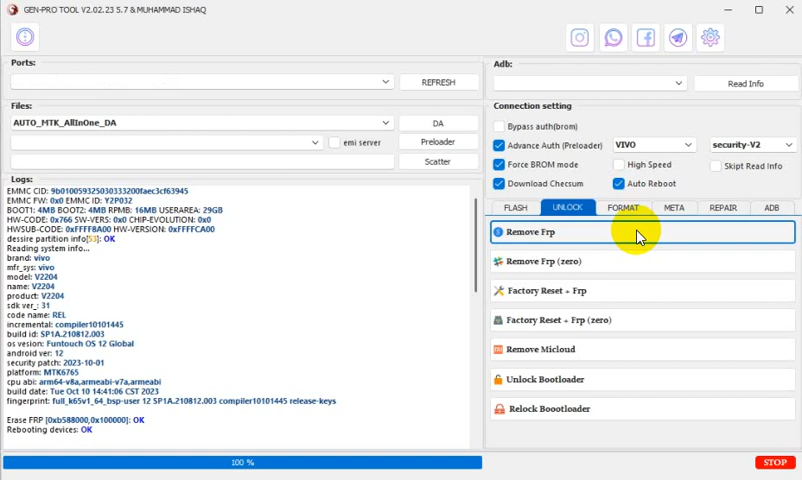 GEN-PRO TOOL V2.02.23 5.7 & MUHAMMAD ISHAQ
Ports:
REFRESH
Files:
AUTO_MTK_AllInOne_DA
DA
emi server
Preloader
Scatter
Logs:
EMMC CID: 9b010059325030333200faec3cf63945
EMMC FW: 0x0 EMMC ID: Y2P032
BOOT1: 4MB BOOT2: 4MB RPMB: 16MB USERAREA: 29GB
HW-CODE: 0x766 SW-VERS: 0x0 CHIP-EVOLUTION: 0x0
HWSUB-CODE: 0xFFFF8A00 HW-VERSION: 0xFFFFCA00
dessire partition info[53]: OK
Reading system info...
brand: vivo
mfr_sys: vivo
model: V2204
name: V2204
product: V2204
sdk ver.: 31
code name: REL
incremental: compiler10101445
build id: SP1A.210812.003
os vesion: Funtouch OS 12 Global
android ver: 12
security patch: 2023-10-01
platform: MTK6765
cpu abi: arm64-v8a,armeabi-v7a,armeabi
build date: Tue Oct 10 14:41:06 CST 2023
fingerprint: full_k65v1_64_bsp-user 12 SP1A.210812.003 compiler10101445 release-keys
Erase FRP [0xb588000,0x100000]: OK
Rebooting devices: OK
100 %
Adb:
Read Info
Connection setting
Bypass auth(brom)
Advance Auth (Preloader)
VIVO
security-V2
Force BROM mode
High Speed
Skipt Read Info
Download Checsum
Auto Reboot
FLASH
UNLOCK
FORMAT
META
REPAIR
ADB
Remove Frp
Remove Frp (zero)
Factory Reset + Frp
Factory Reset + Frp (zero)
Remove Micloud
Unlock Bootloader
Relock Boootloader
STOP